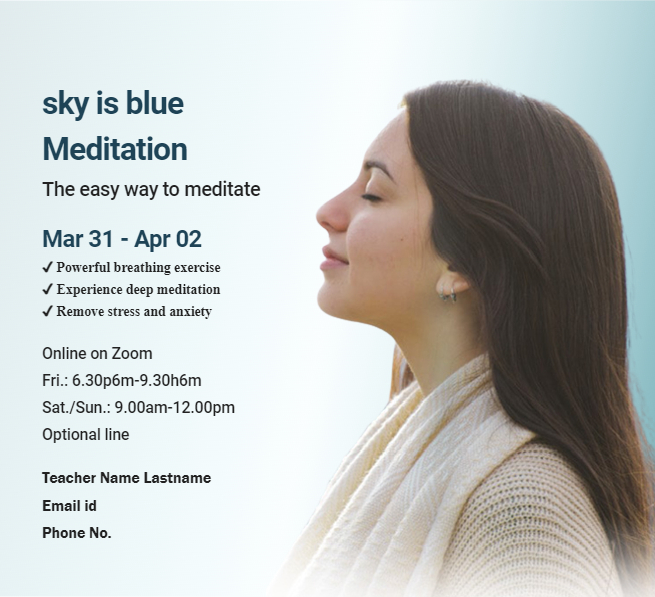 sky is blue
Meditation
The easy way to meditate
Mar 31 - Apr 02
✓ Powerful breathing exercise
✓ Experience deep meditation
✓ Remove stress and anxiety
Online on Zoom
Fri.: 6.30p6m-9.30h6m
Sat./Sun.: 9.00am-12.00pm
Optional line
Teacher Name Lastname
Email id
Phone No.